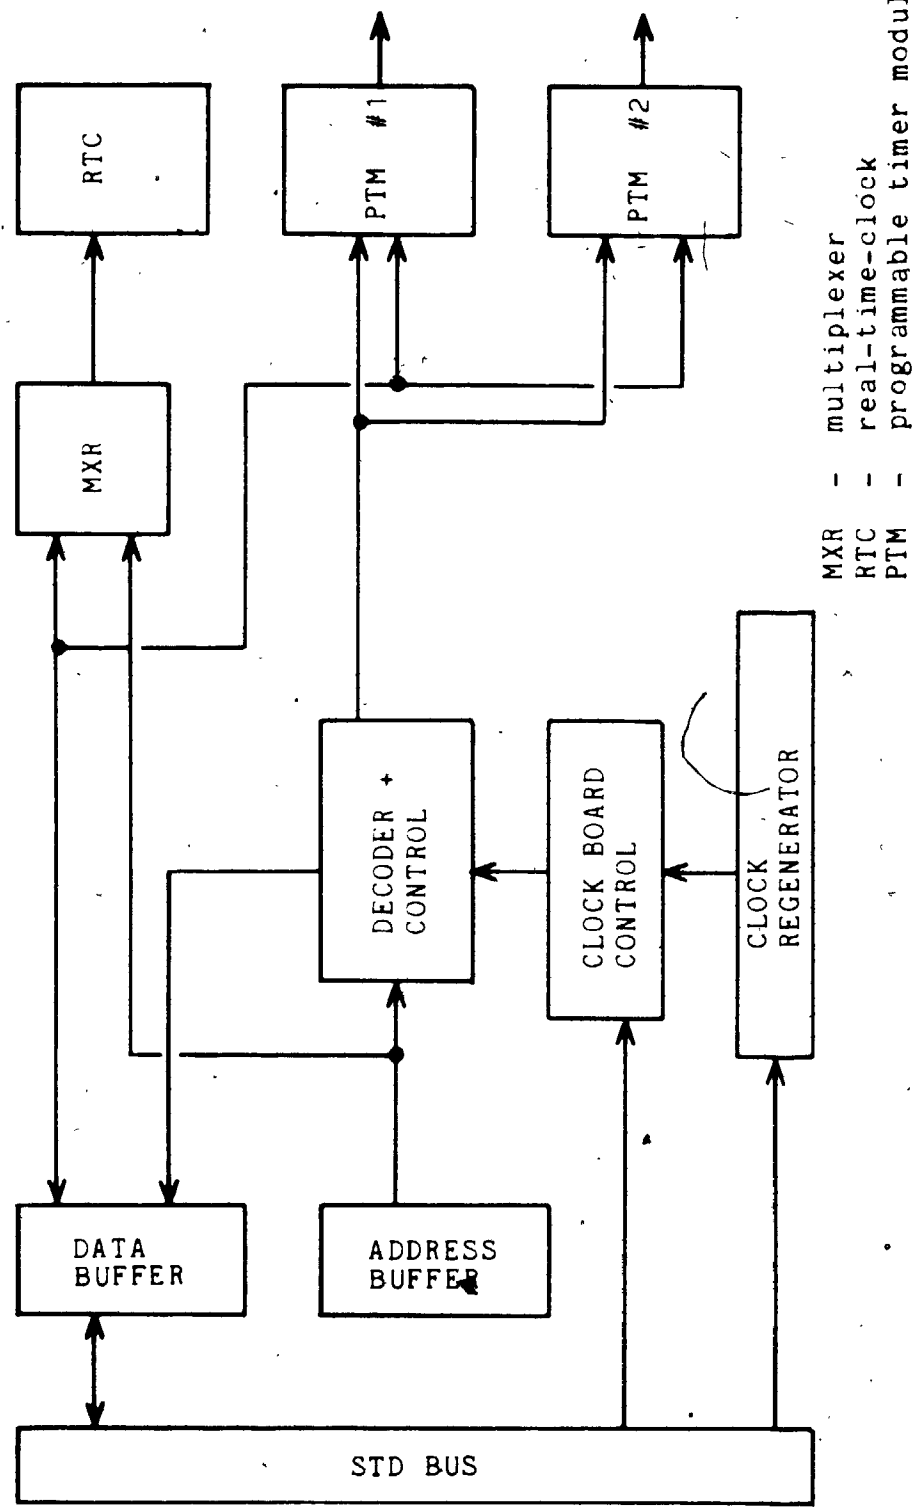 RTC
PTM #1
PTM #2
MXR
DECODER +
CONTROL
CLOCK BOARD
CONTROL
CLOCK
REGENERATOR
DATA
BUFFER
ADDRESS
BUFFER
STD BUS
MXR - multiplexer
RTC - real-time-clock
PTM - programmable timer modul